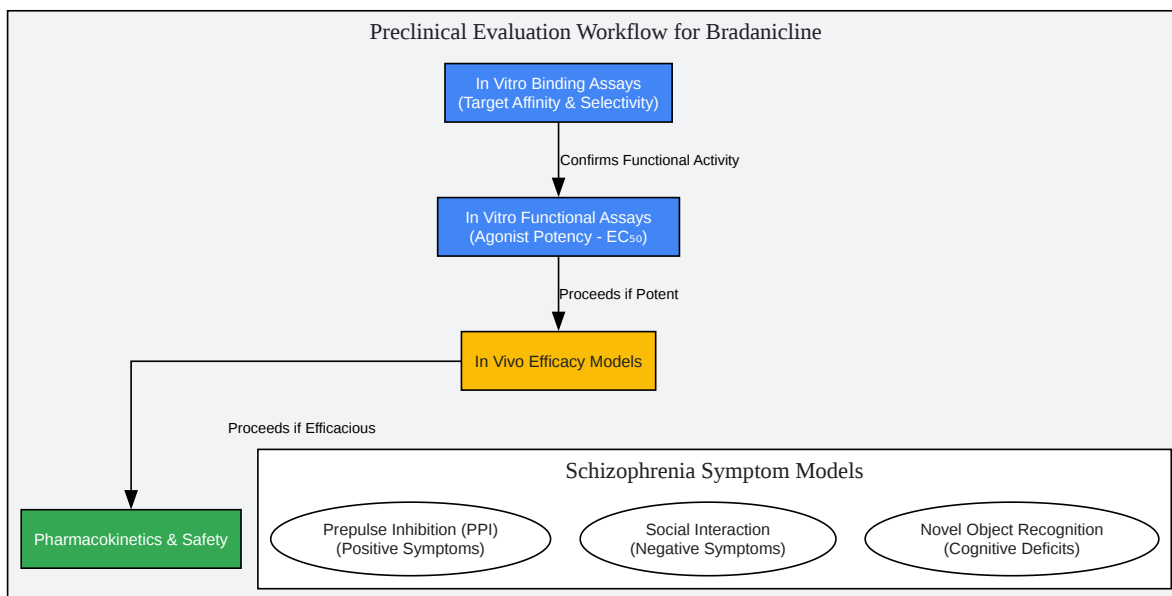 Preclinical Evaluation Workflow for Bradanicline
In Vitro Binding Assays
(Target Affinity & Selectivity)
Confirms Functional Activity
In Vitro Functional Assays
(Agonist Potency - EC₅₀)
Proceeds if Potent
In Vivo Efficacy Models
Proceeds if Efficacious
Pharmacokinetics & Safety
Schizophrenia Symptom Models
Prepulse Inhibition (PPI)
(Positive Symptoms)
Social Interaction
(Negative Symptoms)
Novel Object Recognition
(Cognitive Deficits)